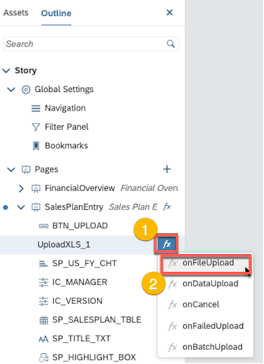 Assets Outline
Search
Story
Global Settings
Navigation
Filter Panel
Bookmarks
Pages
FinancialOverview Financial Over
SalesPlanEntry Sales Plan E fx
BTN_UPLOAD
1
UploadXLS_1 fx
SP_US_FY_CHT
fx onFileUpload
IC_MANAGER
2
fx onDataUpload
IC_VERSION
fx onCancel
SP_SALESPLAN_TBLE
fx onFailedUpload
SP_TITLE_TXT
fx onBatchUpload
SP_HIGHLIGHT_BOX